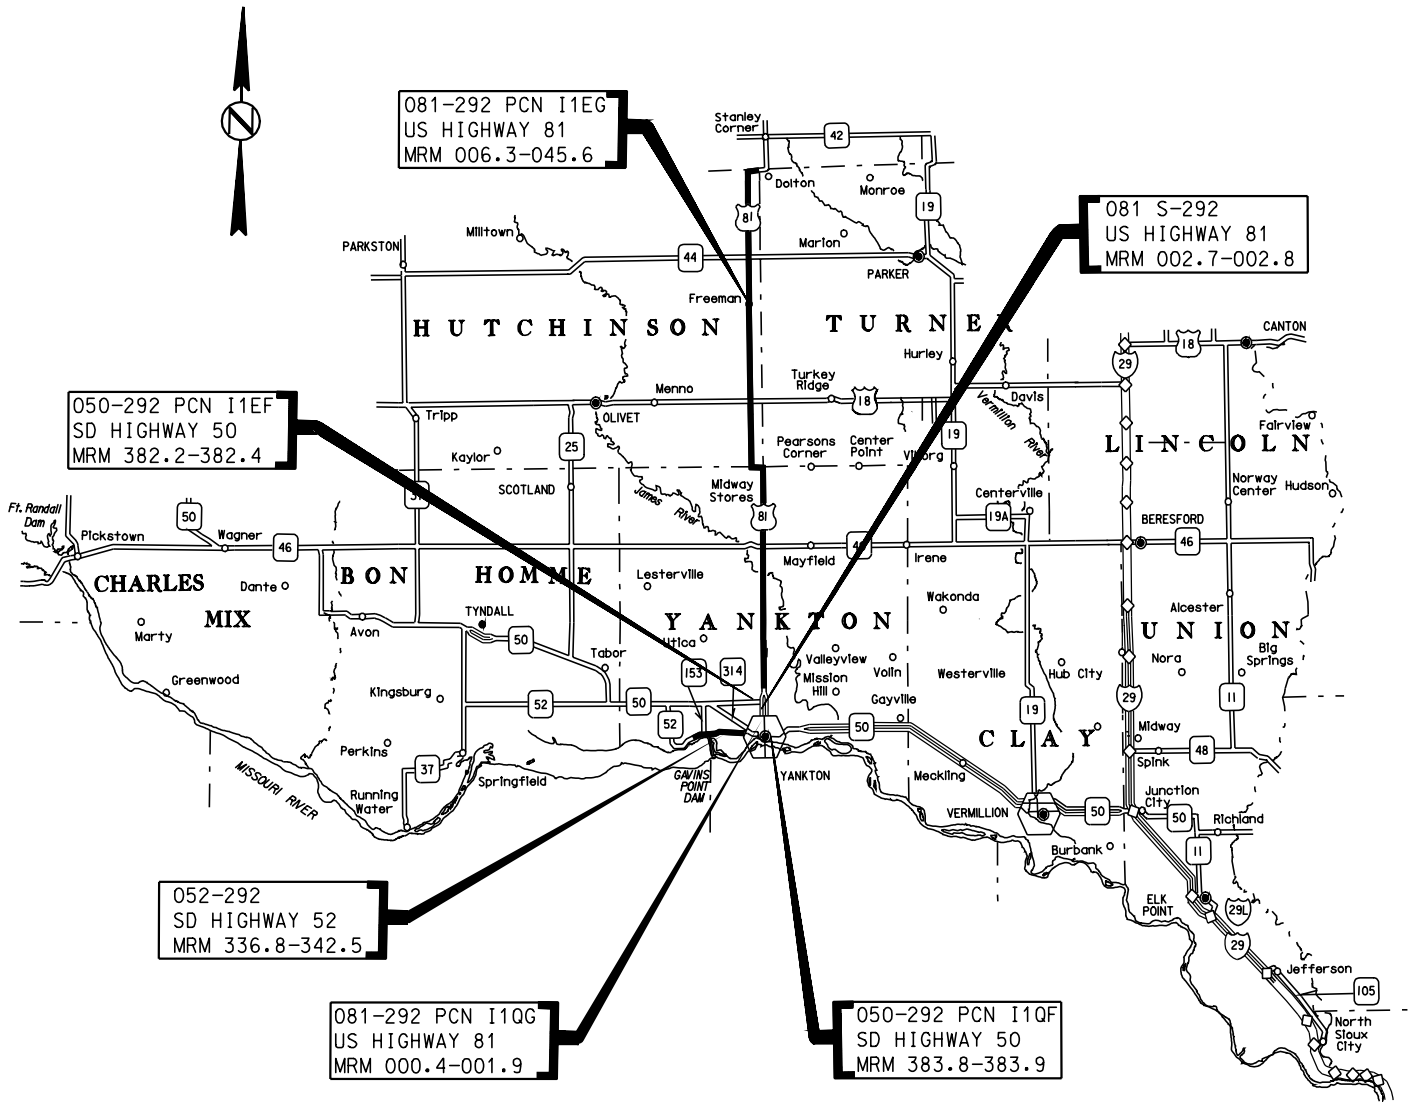 N
081-292 PCN I1EG
US HIGHWAY 81
MRM 006.3-045.6
Stanley
Corner
42
Dolton
Monroe
81
19
081 S-292
US HIGHWAY 81
MRM 002.7-002.8
Milltown
PARKSTON
44
Marion
PARKER
Freeman
HUTCHINSON
TURNER
Hurley
29
18
CANTON
050-292 PCN I1EF
SD HIGHWAY 50
MRM 382.2-382.4
Tripp
OLIVET
Menno
Turkey
Ridge
18
Davis
Vermillion
River
Fairview
LINCOLN
25
Kaylor
Pearsons
Corner
Center
Point
19
SCOTLAND
James
River
Midway
Stores
81
Centerville
19A
Norway
Center
Hudson
Ft. Randall
Dam
Pickstown
50
Wagner
46
Mayfield
Irene
BERESFORD
46
CHARLES
MIX
Dante
BON HOMME
Lesterville
YANKTON
Wakonda
Alcester
UNION
Marty
Avon
TYNDALL
50
Utica
Valleyview
Volin
Westerville
Hub City
Nora
Big
Springs
Tabor
153
314
Mission
Hill
Gayville
Greenwood
Kingsburg
52
50
52
50
19
29
11
CLAY
Midway
48
Spink
Perkins
37
Springfield
GAVINS
POINT
DAM
YANKTON
Meckling
MISSOURI RIVER
Running
Water
VERMILLION
50
Junction
City
50
Richland
11
Burbank
ELK
POINT
29L
29
052-292
SD HIGHWAY 52
MRM 336.8-342.5
Jefferson
105
North
Sioux
City
081-292 PCN I1QG
US HIGHWAY 81
MRM 000.4-001.9
050-292 PCN I1QF
SD HIGHWAY 50
MRM 383.8-383.9